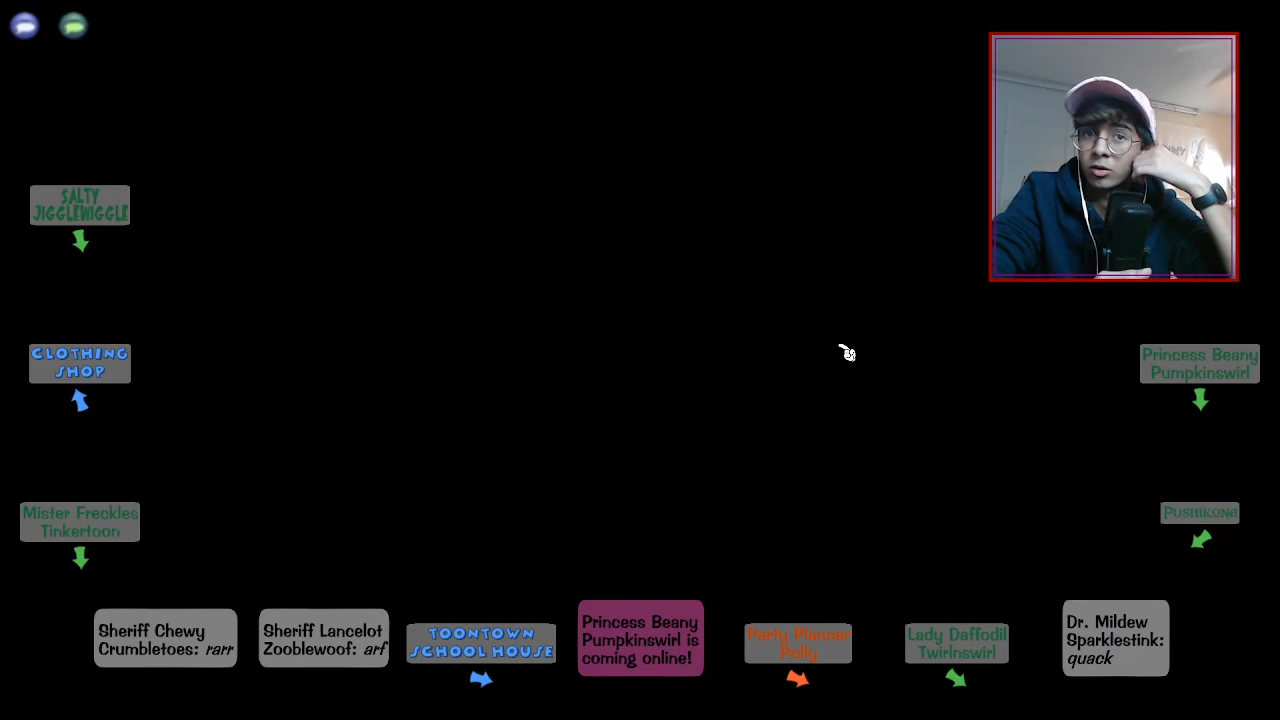 SALTY
JIGGLEWIGGLE
CLOTHING
SHOP
Princess Beany
Pumpkinswirl
Mister Freckles
Tinkertoon
PUSHIKONA
Sheriff Chewy
Crumbletoes: rarr
Sheriff Lancelot
Zooblewoof: arf
TOONTOWN
SCHOOL HOUSE
Princess Beany
Pumpkinswirl is
coming online!
Party Planner
Polly
Lady Daffodil
Twirlnswirl
Dr. Mildew
Sparklestink:
quack